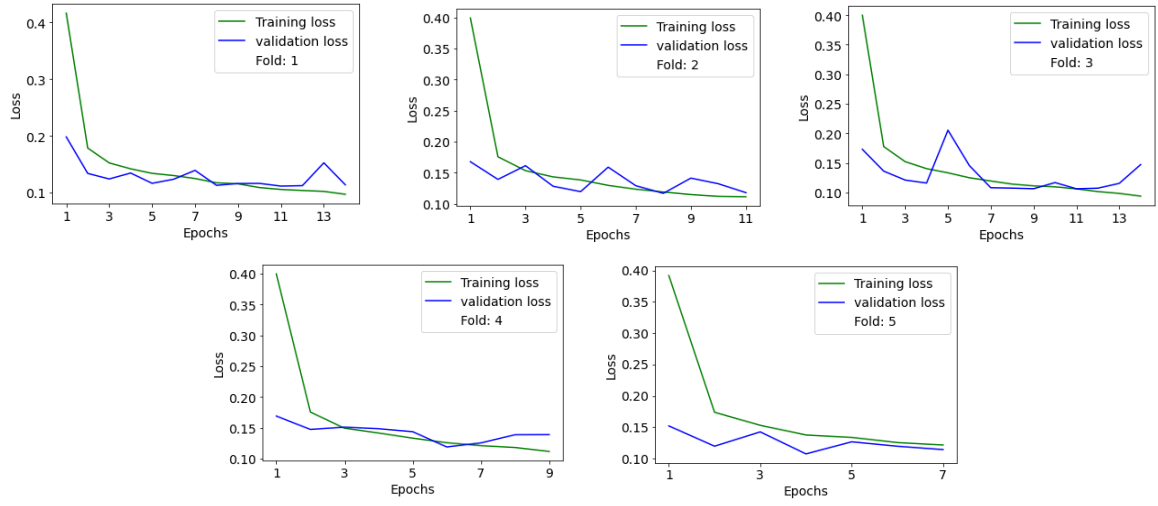 Training loss
validation loss
Fold: 1
0.4
0.3
0.2
0.1
Loss
1 3 5 7 9 11 13
Epochs
Training loss
validation loss
Fold: 2
0.40
0.35
0.30
0.25
0.20
0.15
0.10
Loss
1 3 5 7 9 11
Epochs
Training loss
validation loss
Fold: 3
0.40
0.35
0.30
0.25
0.20
0.15
0.10
Loss
1 3 5 7 9 11 13
Epochs
Training loss
validation loss
Fold: 4
0.40
0.35
0.30
0.25
0.20
0.15
0.10
Loss
1 3 5 7 9
Epochs
Training loss
validation loss
Fold: 5
0.40
0.35
0.30
0.25
0.20
0.15
0.10
Loss
1 3 5 7
Epochs